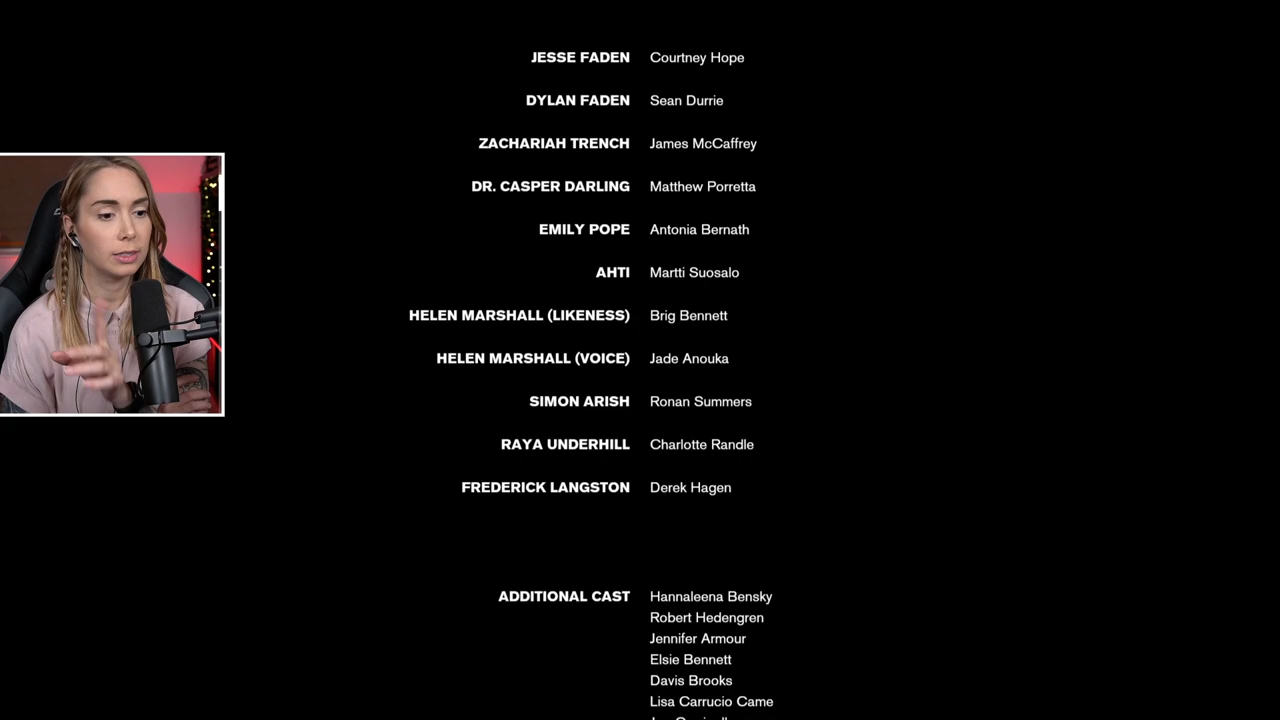 JESSE FADEN Courtney Hope
DYLAN FADEN Sean Durrie
ZACHARIAH TRENCH James McCaffrey
DR. CASPER DARLING Matthew Porretta
EMILY POPE Antonia Bernath
AHTI Martti Suosalo
HELEN MARSHALL (LIKENESS) Brig Bennett
HELEN MARSHALL (VOICE) Jade Anouka
SIMON ARISH Ronan Summers
RAYA UNDERHILL Charlotte Randle
FREDERICK LANGSTON Derek Hagen
ADDITIONAL CAST Hannaleena Bensky
Robert Hedengren
Jennifer Armour
Elsie Bennett
Davis Brooks
Lisa Carrucio Came